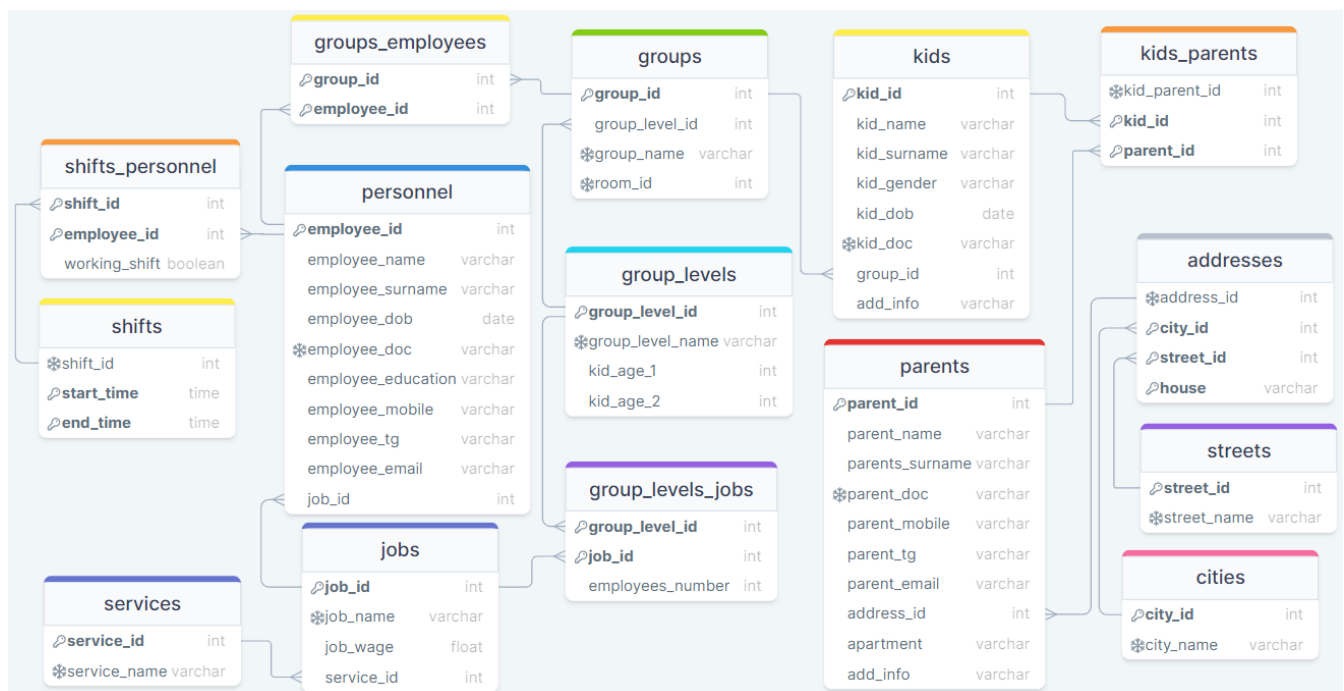 groups_employees
group_id int
employee_id int
groups
group_id int
group_level_id int
group_name varchar
room_id int
kids
kid_id int
kid_name varchar
kid_surname varchar
kid_gender varchar
kid_dob date
kid_doc varchar
group_id int
add_info varchar
kids_parents
kid_parent_id int
kid_id int
parent_id int
shifts_personnel
shift_id int
employee_id int
working_shift boolean
personnel
employee_id int
employee_name varchar
employee_surname varchar
employee_dob date
employee_doc varchar
employee_education varchar
employee_mobile varchar
employee_tg varchar
employee_email varchar
job_id int
group_levels
group_level_id int
group_level_name varchar
kid_age_1 int
kid_age_2 int
addresses
address_id int
city_id int
street_id int
house varchar
shifts
shift_id int
start_time time
end_time time
parents
parent_id int
parent_name varchar
parents_surname varchar
parent_doc varchar
parent_mobile varchar
parent_tg varchar
parent_email varchar
address_id int
apartment varchar
add_info varchar
streets
street_id int
street_name varchar
group_levels_jobs
group_level_id int
job_id int
employees_number int
jobs
job_id int
job_name varchar
job_wage float
service_id int
services
service_id int
service_name varchar
cities
city_id int
city_name varchar